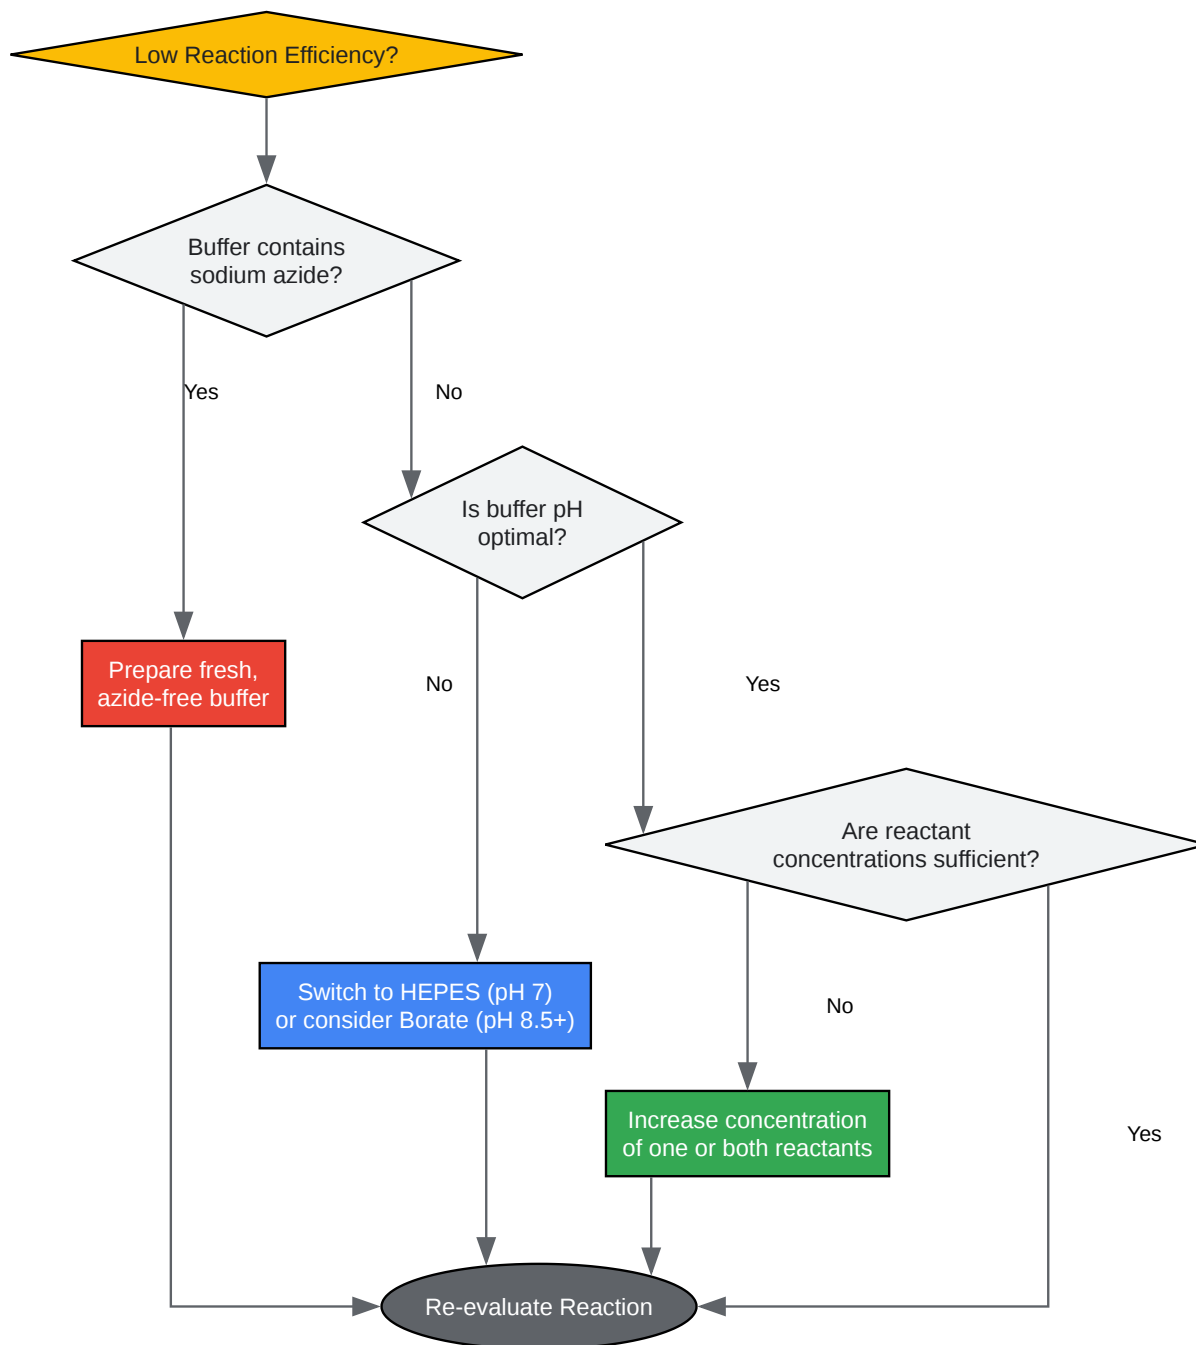 Low Reaction Efficiency?
Buffer contains
sodium azide?
Yes
No
Is buffer pH
optimal?
Prepare fresh,
azide-free buffer
No
Yes
Are reactant
concentrations sufficient?
Switch to HEPES (pH 7)
or consider Borate (pH 8.5+)
No
Increase concentration
of one or both reactants
Yes
Re-evaluate Reaction